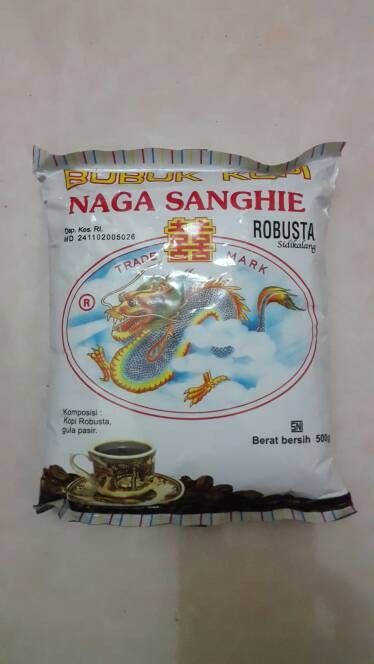 BUBUK KOPI
NAGA SANGHIE
Dep. Kes. RI.
MD 241102005026
囍
ROBUSTA
Sidikalang
TRADE MARK
®
Komposisi :
Kopi Robusta,
gula pasir.
SNI
Berat bersih 500g